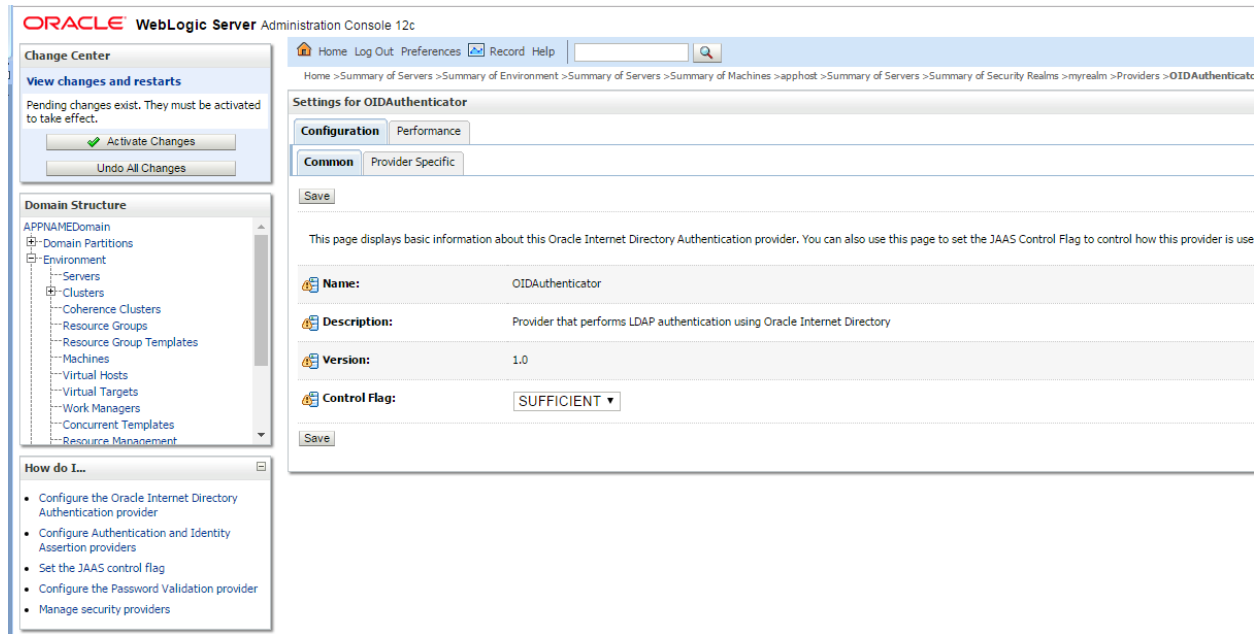 ORACLE WebLogic Server Administration Console 12c
Change Center
View changes and restarts
Pending changes exist. They must be activated
to take effect.
Activate Changes
Undo All Changes
Domain Structure
APPNAMEDomain
Domain Partitions
Environment
Servers
Clusters
Coherence Clusters
Resource Groups
Resource Group Templates
Machines
Virtual Hosts
Virtual Targets
Work Managers
Concurrent Templates
Resource Management
How do I...
Configure the Oracle Internet Directory
Authentication provider
Configure Authentication and Identity
Assertion providers
Set the JAAS control flag
Configure the Password Validation provider
Manage security providers
Home Log Out Preferences Record Help
Home >Summary of Servers >Summary of Environment >Summary of Servers >Summary of Machines >apphost >Summary of Servers >Summary of Security Realms >myrealm >Providers >OIDAuthenticato
Settings for OIDAuthenticator
Configuration Performance
Common Provider Specific
Save
This page displays basic information about this Oracle Internet Directory Authentication provider. You can also use this page to set the JAAS Control Flag to control how this provider is use
Name: OIDAuthenticator
Description: Provider that performs LDAP authentication using Oracle Internet Directory
Version: 1.0
Control Flag: SUFFICIENT
Save